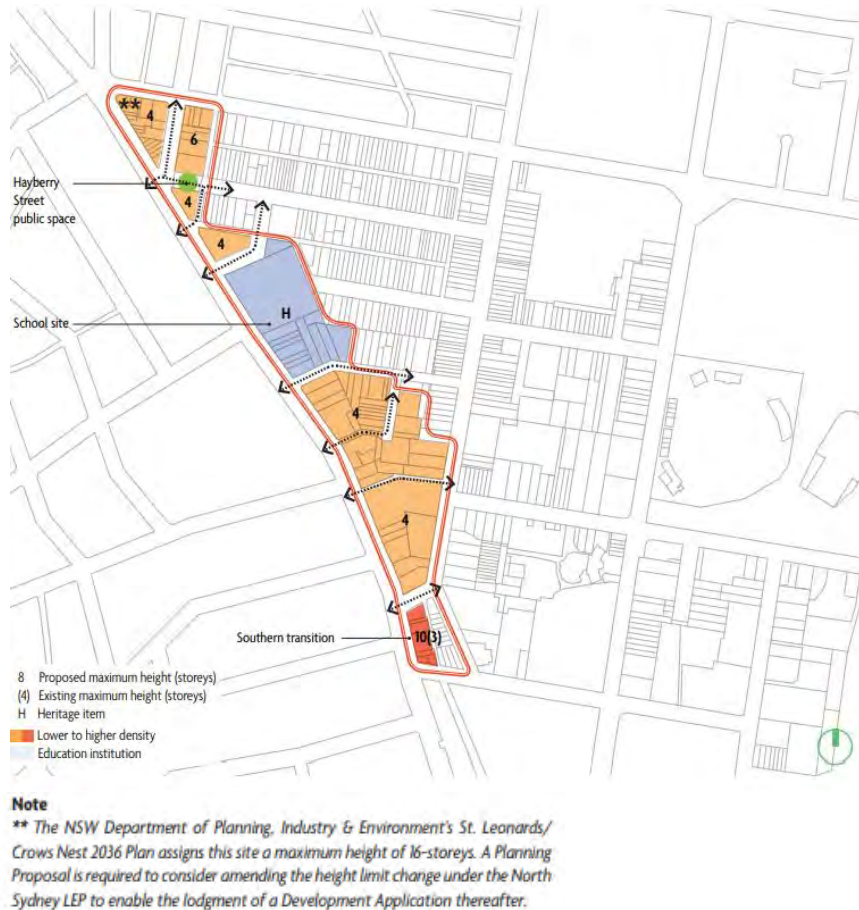 **
4
6
Hayberry
Street
public space
4
4
School site
H
4
4
Southern transition
10(3)
8 Proposed maximum height (storeys)
(4) Existing maximum height (storeys)
H Heritage item
Lower to higher density
Education institution
Note
** The NSW Department of Planning, Industry & Environment's St. Leonards/
Crows Nest 2036 Plan assigns this site a maximum height of 16-storeys. A Planning
Proposal is required to consider amending the height limit change under the North
Sydney LEP to enable the lodgment of a Development Application thereafter.